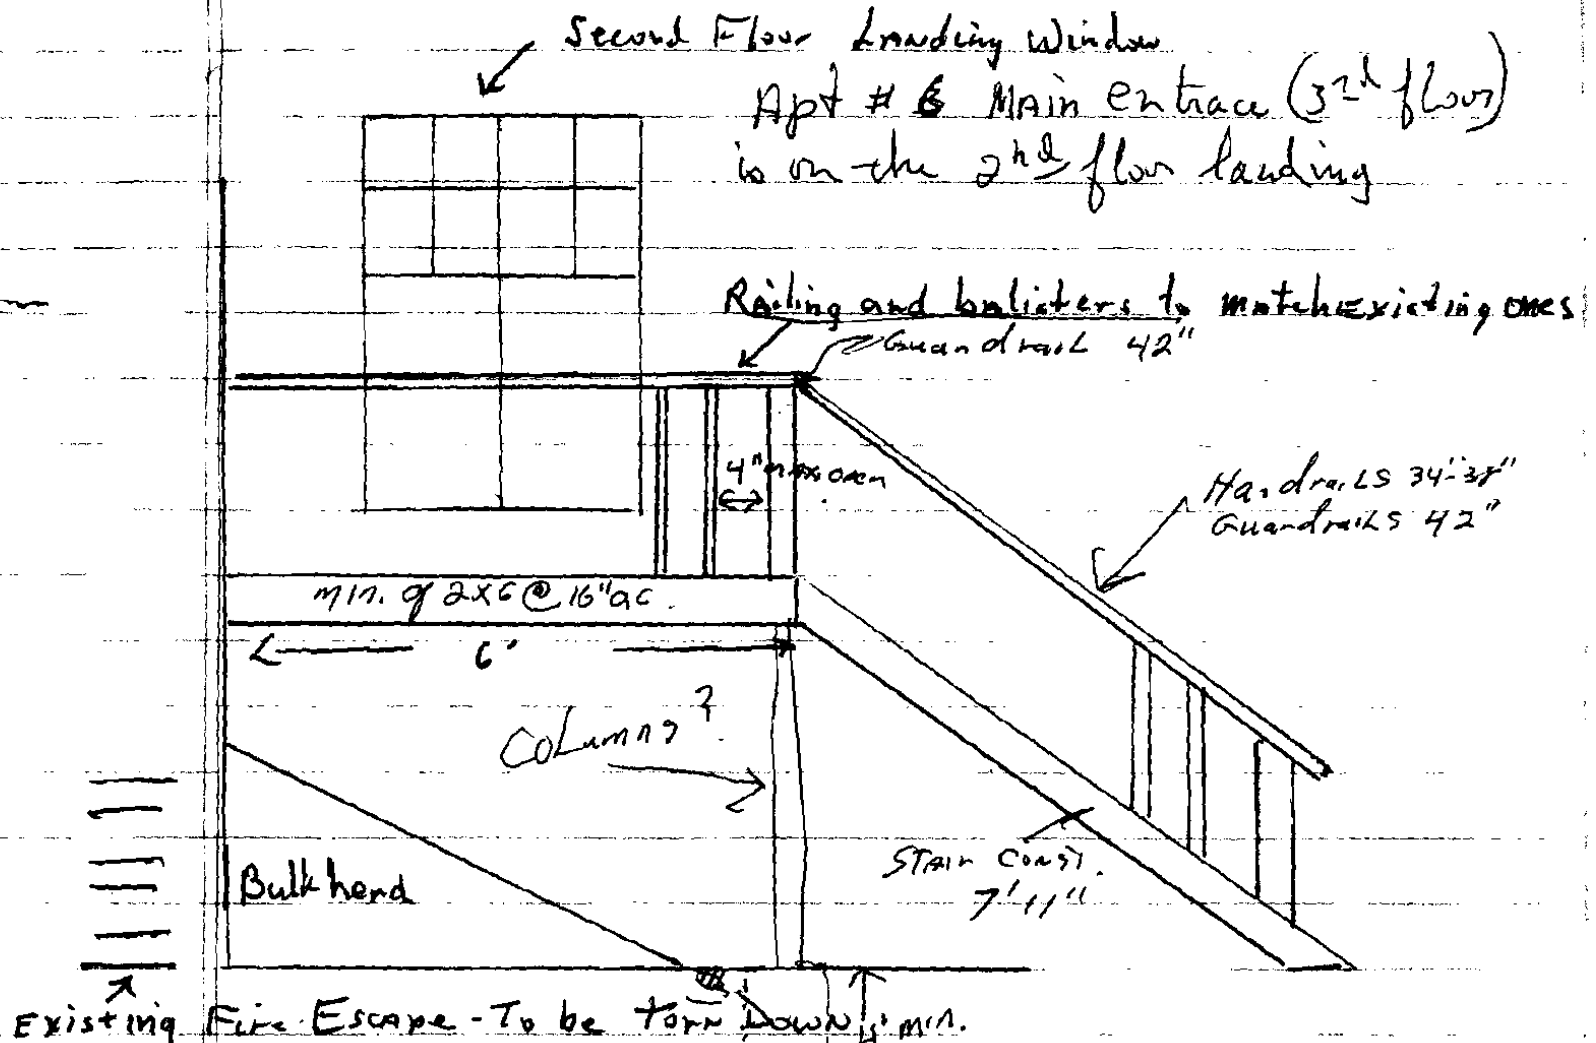 Second Floor Landing Window
Apt # 6 Main entrace (3rd floor)
is on the 2nd floor landing
Railing and balisters to match Existing ones
Guardrail 42"
4" max open
Handrails 34"-38"
Guardrails 42"
min. of 2x6 @ 16" oc.
6'
Columns?
Stair Const.
7' 11"
Bulkhead
Existing Fire Escape - To be Torn Down
min.